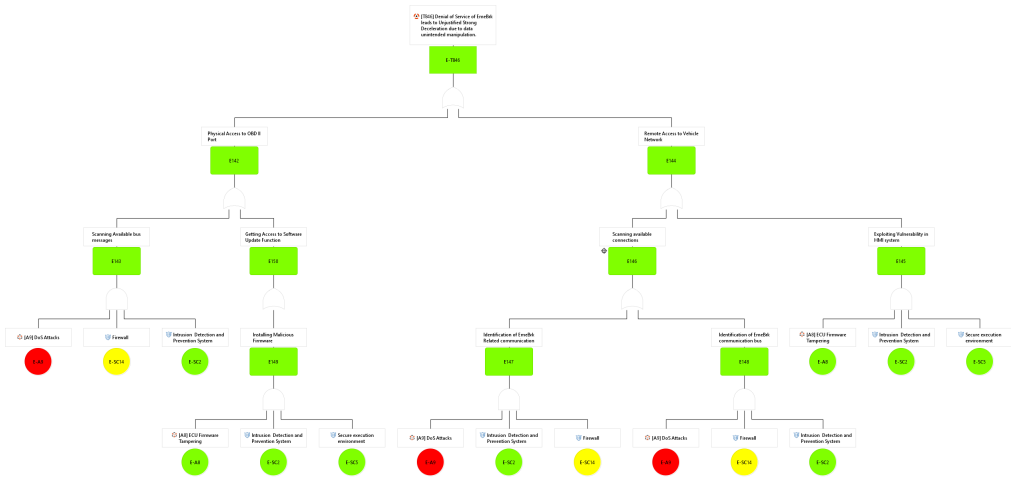 [TB46] Denial of Service of EmeBrk
leads to Unjustified Strong
Deceleration due to data
unintended manipulation.
E-TB46
Physical Access to OBD II
Port
E142
Remote Access to Vehicle
Network
E144
Scanning Available bus
messages
E143
Getting Access to Software
Update Function
E150
Scanning available
connections
E146
Exploiting Vulnerability in
HMI system
E145
[A9] DoS Attacks
E-A9
Firewall
E-SC14
Intrusion Detection and
Prevention System
E-SC2
Installing Malicious
Firmware
E149
Identification of EmeBrk
Related communication
E147
Identification of EmeBrk
communication bus
E148
[A8] ECU Firmware
Tampering
E-A8
Intrusion Detection and
Prevention System
E-SC2
Secure execution
environment
E-SC5
[A8] ECU Firmware
Tampering
E-A8
Intrusion Detection and
Prevention System
E-SC2
Secure execution
environment
E-SC5
[A9] DoS Attacks
E-A9
Intrusion Detection and
Prevention System
E-SC2
Firewall
E-SC14
[A9] DoS Attacks
E-A9
Firewall
E-SC14
Intrusion Detection and
Prevention System
E-SC2